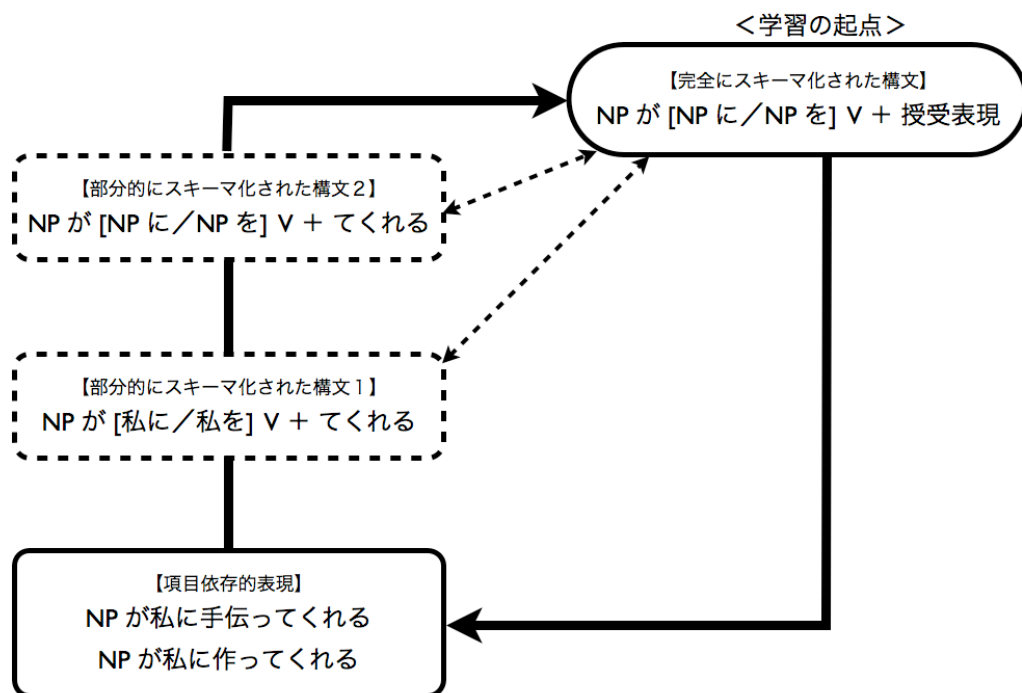 ＜学習の起点＞
【完全にスキーマ化された構文】
NP が [NP に／NP を] V ＋ 授受表現
【部分的にスキーマ化された構文２】
NP が [NP に／NP を] V ＋ てくれる
【部分的にスキーマ化された構文１】
NP が [私に／私を] V ＋ てくれる
【項目依存的表現】
NP が私に手伝ってくれる
NP が私に作ってくれる